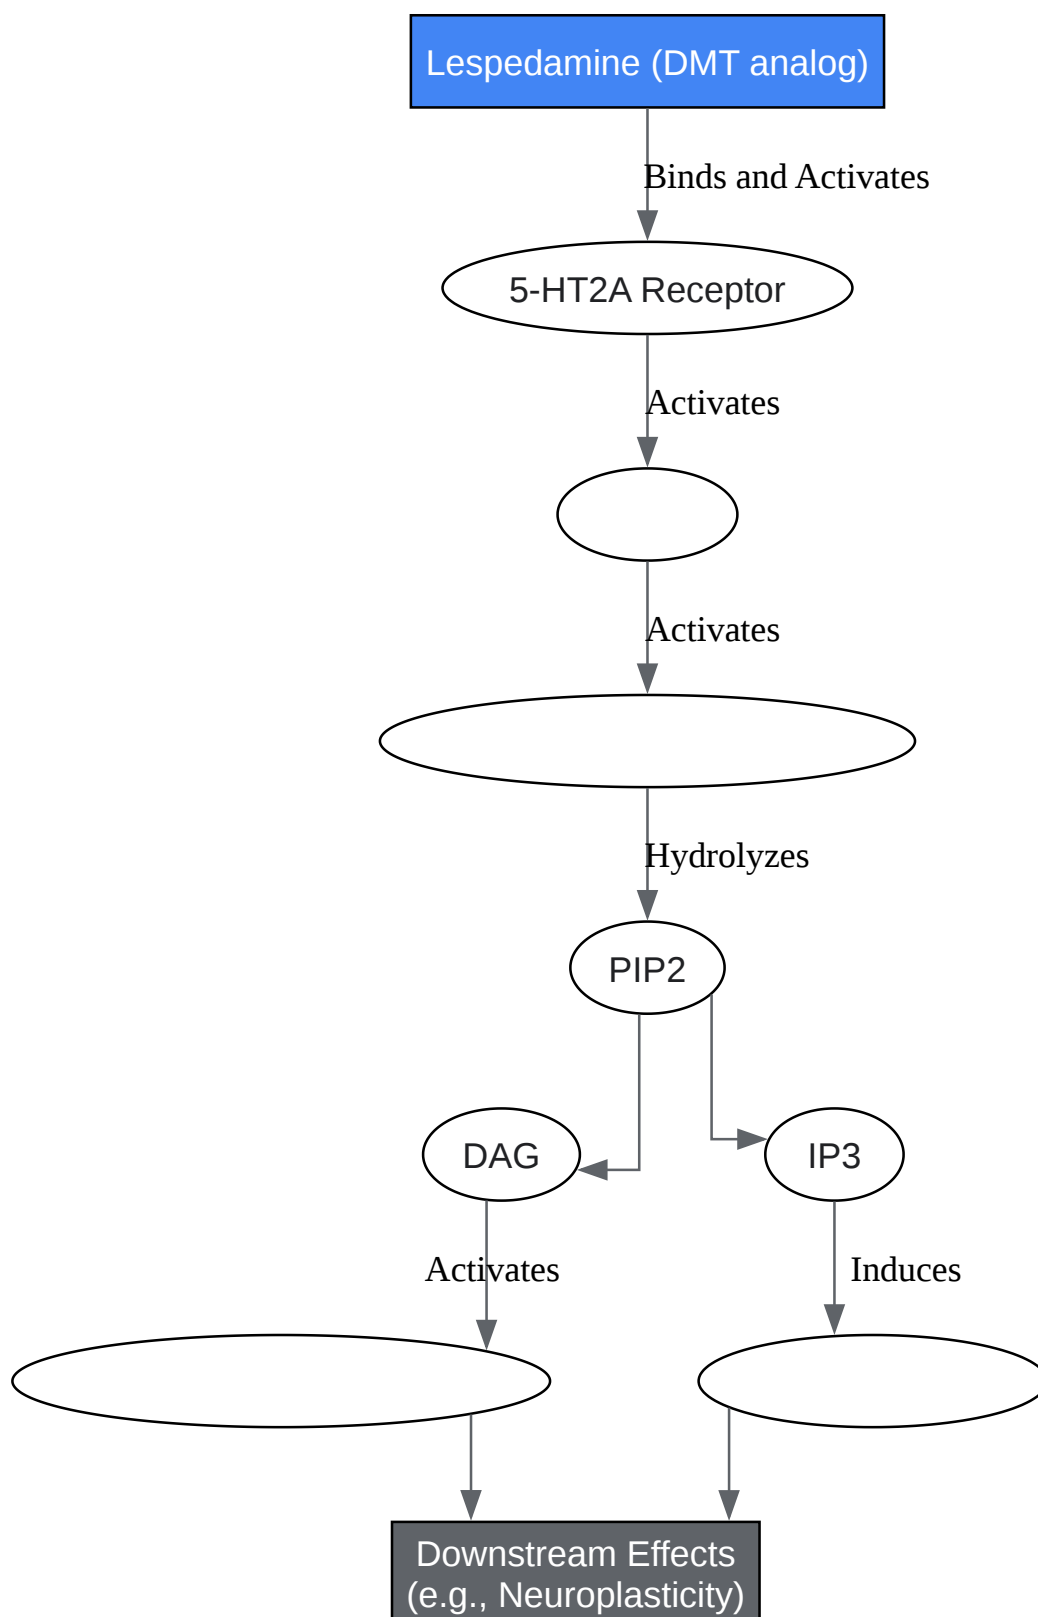 Lespedamine (DMT analog)
Binds and Activates
5-HT2A Receptor
Activates
Activates
Hydrolyzes
PIP2
DAG
IP3
Activates
Induces
Downstream Effects
(e.g., Neuroplasticity)